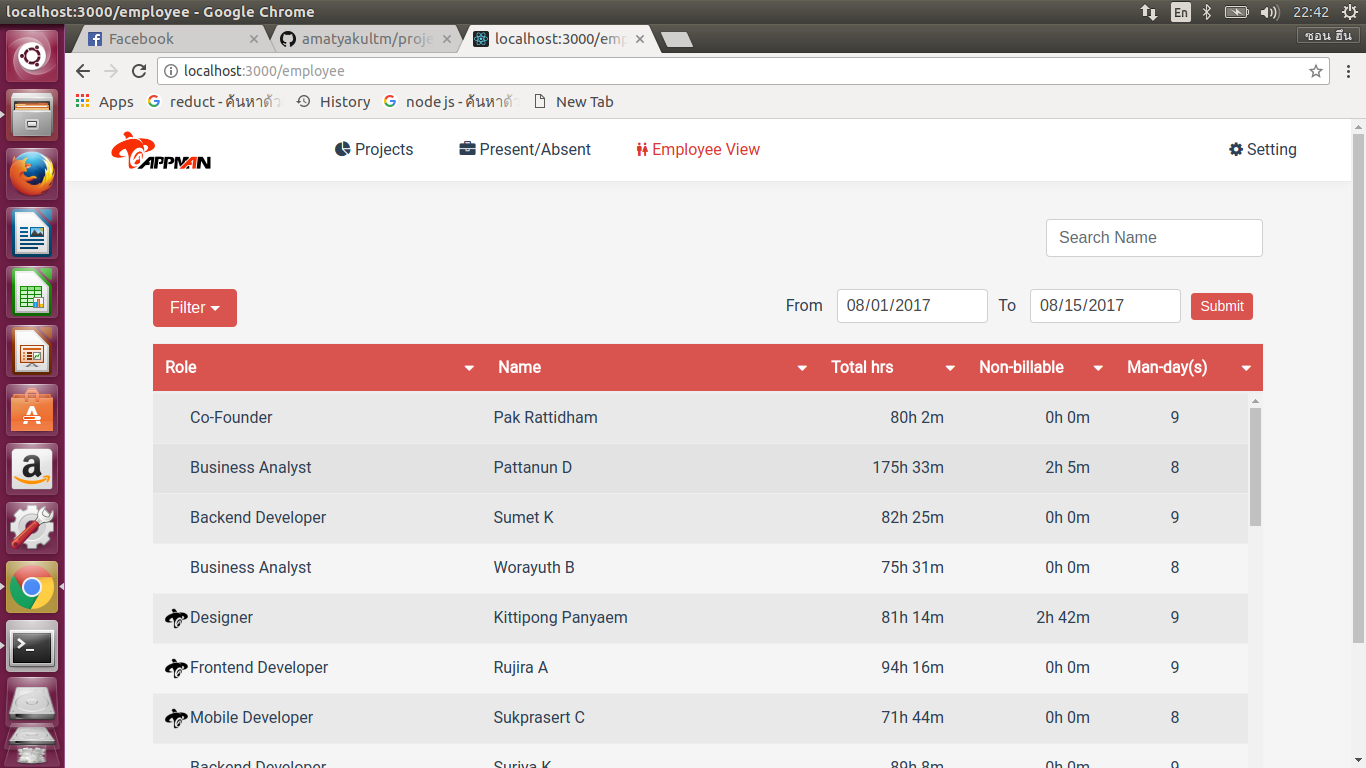 localhost:3000/employee - Google Chrome
En
22:42
Facebook
amatyakultm/proje
localhost:3000/emp
ซอน ฮึน
localhost:3000/employee
Apps
reduct - ค้นหาด้ว
History
node js - ค้นหาด้
New Tab
APPMAN
Projects
Present/Absent
Employee View
Setting
Search Name
Filter
From
08/01/2017
To
08/15/2017
Submit
Role Name Total hrs Non-billable Man-day(s)
Co-Founder Pak Rattidham 80h 2m 0h 0m 9
Business Analyst Pattanun D 175h 33m 2h 5m 8
Backend Developer Sumet K 82h 25m 0h 0m 9
Business Analyst Worayuth B 75h 31m 0h 0m 8
Designer Kittipong Panyaem 81h 14m 2h 42m 9
Frontend Developer Rujira A 94h 16m 0h 0m 9
Mobile Developer Sukprasert C 71h 44m 0h 0m 8
Backend Developer Suriya K 89h 8m 0h 0m 9